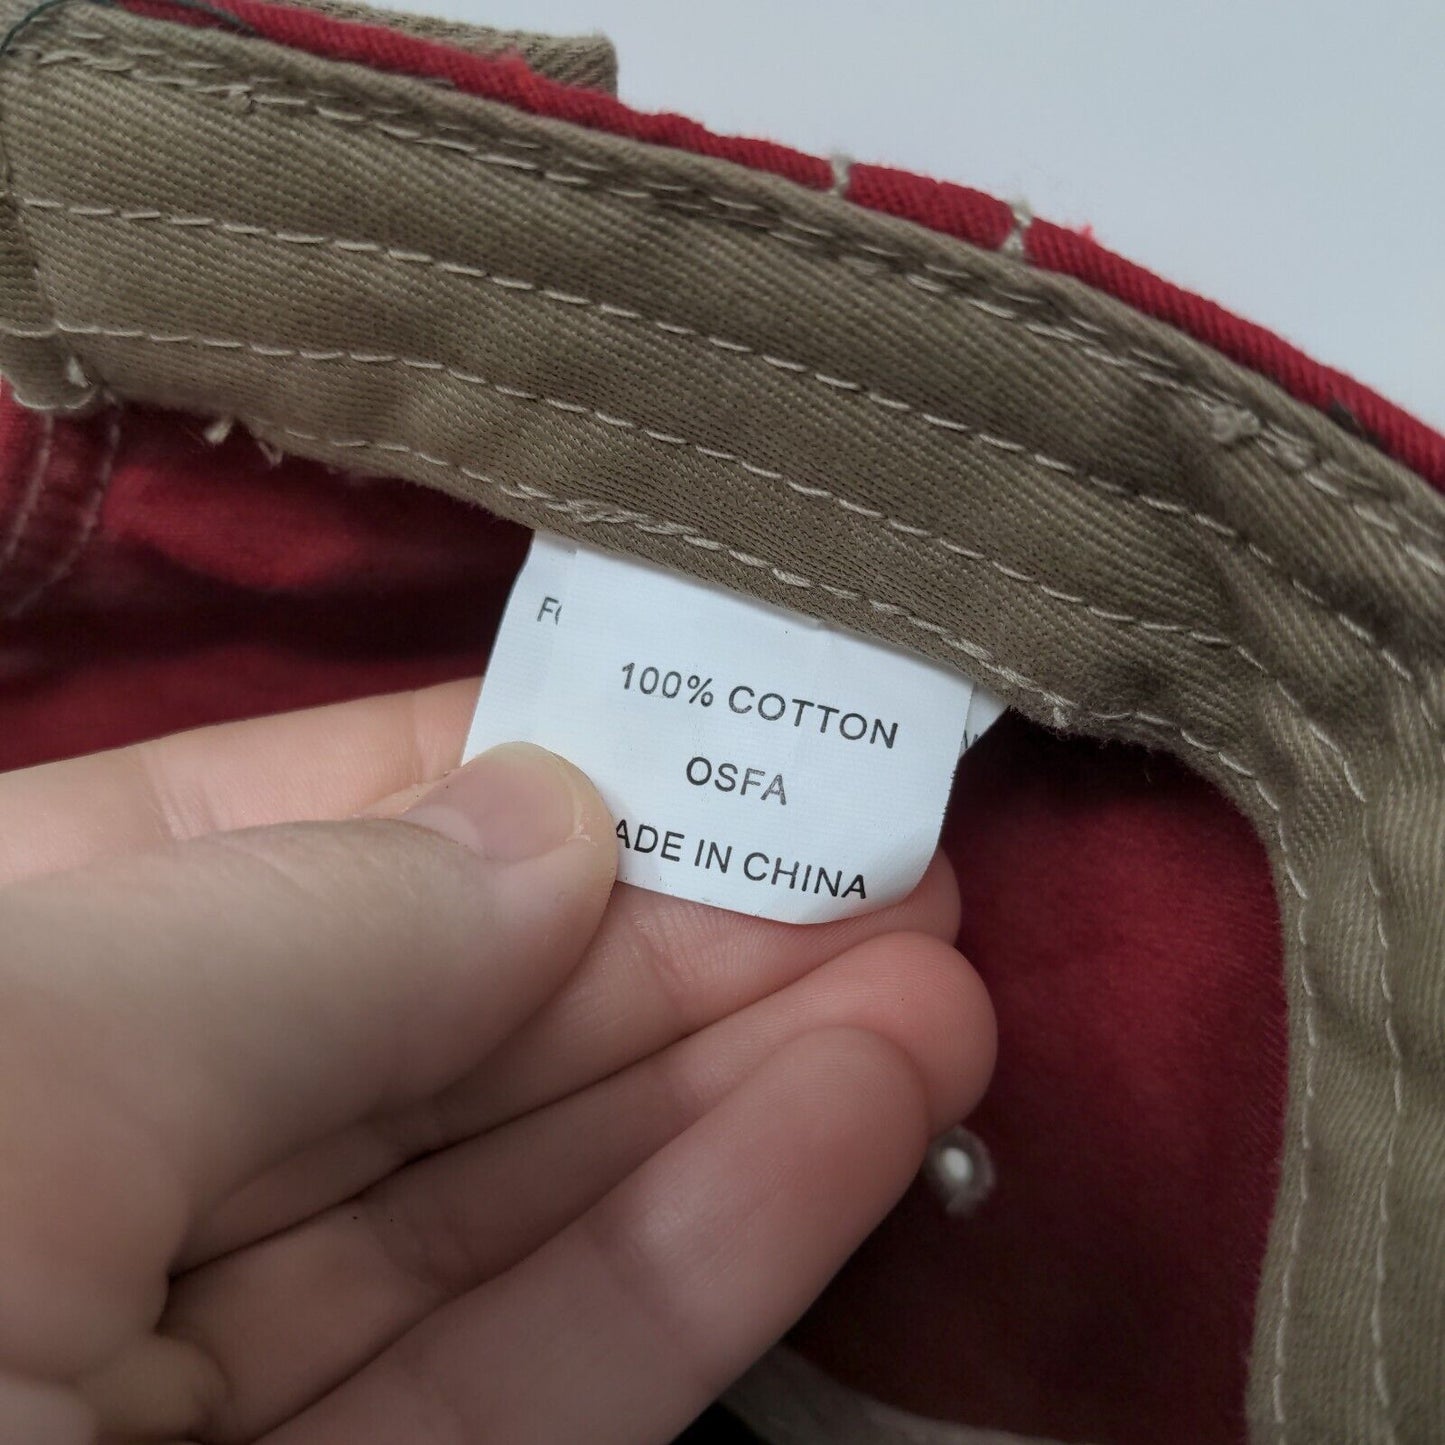 100% COTTON
OSFA
ADE IN CHINA